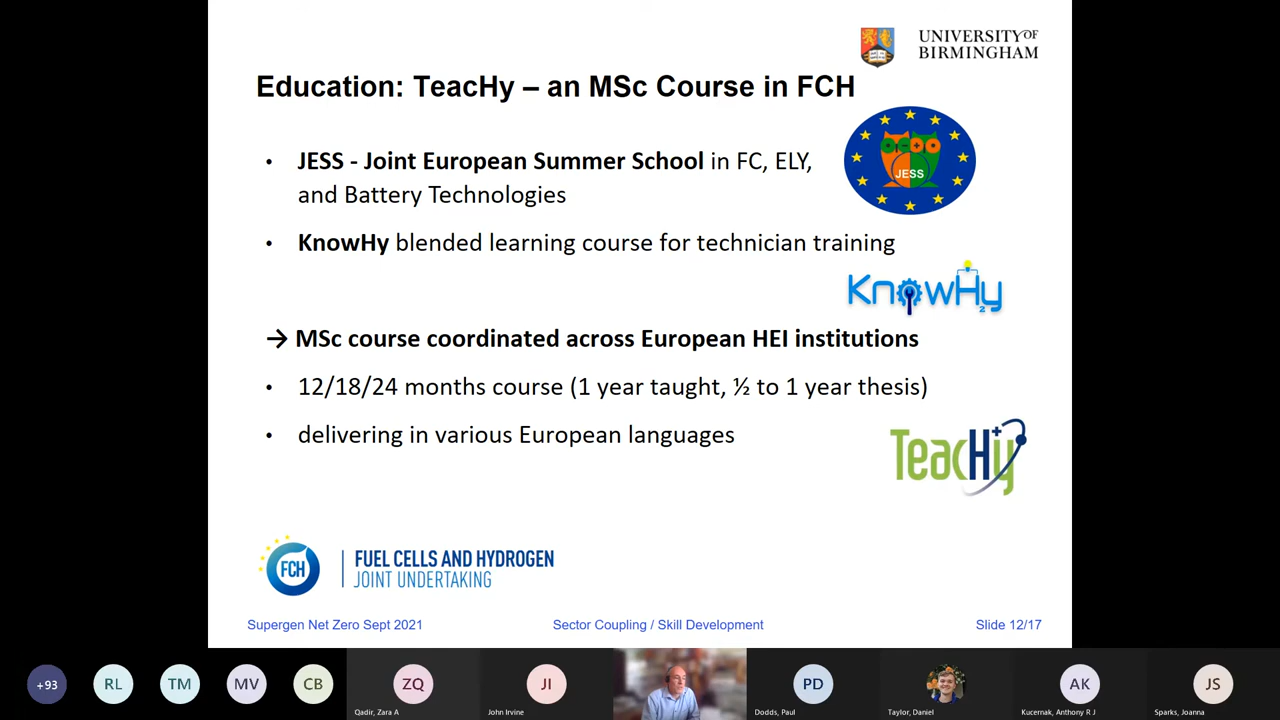 UNIVERSITY OF
BIRMINGHAM
Education: TeacHy – an MSc Course in FCH
• JESS - Joint European Summer School in FC, ELY,
and Battery Technologies
JESS
• KnowHy blended learning course for technician training
KnowHy
2
→ MSc course coordinated across European HEI institutions
• 12/18/24 months course (1 year taught, ½ to 1 year thesis)
• delivering in various European languages
TeacHy
+
FCH
FUEL CELLS AND HYDROGEN
JOINT UNDERTAKING
Supergen Net Zero Sept 2021 Sector Coupling / Skill Development Slide 12/17
+93 RL TM MV CB ZQ JI PD AK JS
Qadir, Zara A John Irvine Dodds, Paul Taylor, Daniel Kucernak, Anthony R J Sparks, Joanna